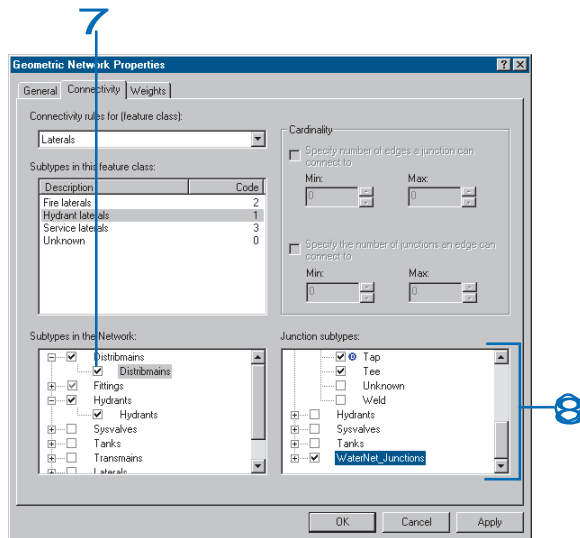 7
Geometric Network Properties
General Connectivity Weights
Connectivity rules for (feature class):
Laterals
Subtypes in this feature class:
Description Code
Fire laterals 2
Hydrant laterals 1
Service laterals 3
Unknown 0
Cardinality
Specify number of edges a junction can connect to
Min: Max:
0 0
Specify the number of junctions an edge can connect to
Min: Max:
0 0
Subtypes in the Network:
Distribmains
Distribmains
Fittings
Hydrants
Hydrants
Sysvalves
Tanks
Transmains
Laterals
Junction subtypes:
Tap
Tee
Unknown
Weld
Hydrants
Sysvalves
Tanks
WaterNet_Junctions
8
OK Cancel Apply